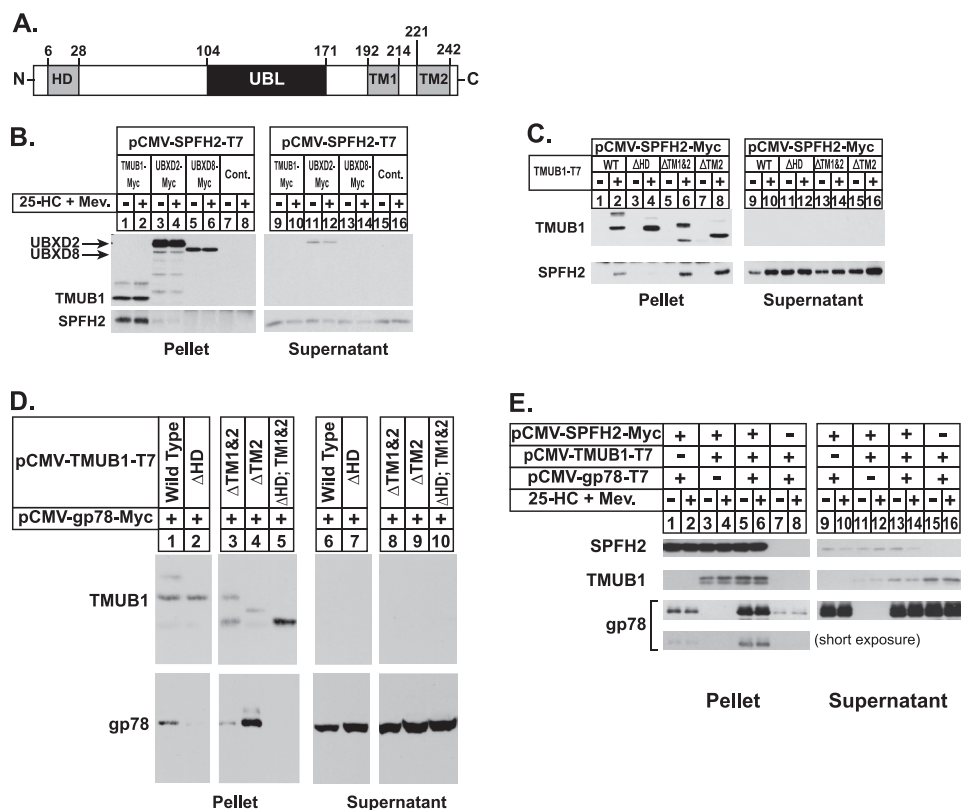 A.
6 28 104 171 192 214 221 242
N HD UBL TM1 TM2 C
B.
pCMV-SPFH2-T7 pCMV-SPFH2-T7
TMUB1-Myc UBXD2-Myc UBXD8-Myc Cont. TMUB1-Myc UBXD2-Myc UBXD8-Myc Cont.
25-HC + Mev. - + - + - + - + - + - + - + - +
1 2 3 4 5 6 7 8 9 10 11 12 13 14 15 16
UBXD2
UBXD8
TMUB1
SPFH2
Pellet Supernatant
C.
pCMV-SPFH2-Myc pCMV-SPFH2-Myc
TMUB1-T7 WT ΔHD ΔTM1&2 ΔTM2 WT ΔHD ΔTM1&2 ΔTM2
- + - + - + - + - + - + - + - +
1 2 3 4 5 6 7 8 9 10 11 12 13 14 15 16
TMUB1
SPFH2
Pellet Supernatant
D.
pCMV-TMUB1-T7 Wild Type ΔHD ΔTM1&2 ΔTM2 ΔHD; TM1&2 Wild Type ΔHD ΔTM1&2 ΔTM2 ΔHD; TM1&2
pCMV-gp78-Myc + + + + + + + + + +
1 2 3 4 5 6 7 8 9 10
TMUB1
gp78
Pellet Supernatant
E.
pCMV-SPFH2-Myc + + + - + + + -
pCMV-TMUB1-T7 - + + + - + + +
pCMV-gp78-T7 + - + + + - + +
25-HC + Mev. - + - + - + - + - + - + - + - +
1 2 3 4 5 6 7 8 9 10 11 12 13 14 15 16
SPFH2
TMUB1
gp78
(short exposure)
Pellet Supernatant